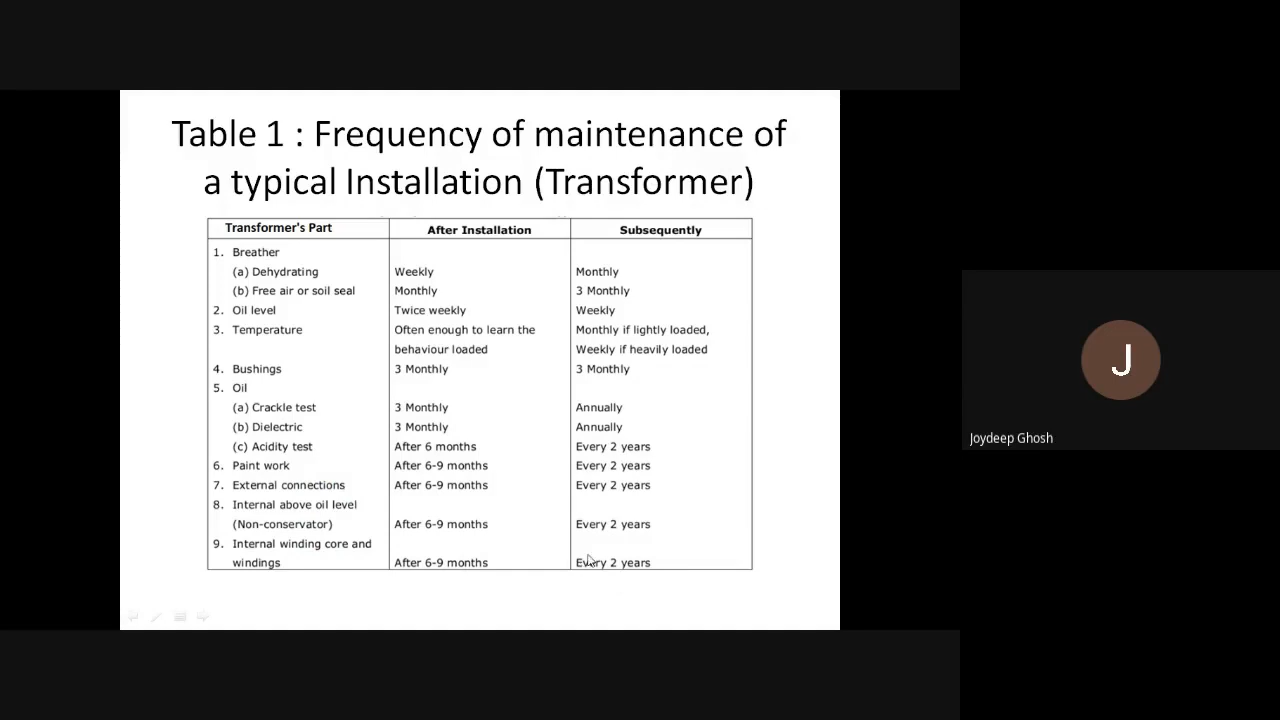 Table 1 : Frequency of maintenance of
a typical Installation (Transformer)
Transformer's Part After Installation Subsequently
1. Breather
(a) Dehydrating Weekly Monthly
(b) Free air or soil seal Monthly 3 Monthly
2. Oil level Twice weekly Weekly
3. Temperature Often enough to learn the Monthly if lightly loaded,
behaviour loaded Weekly if heavily loaded
4. Bushings 3 Monthly 3 Monthly
5. Oil
(a) Crackle test 3 Monthly Annually
(b) Dielectric 3 Monthly Annually
(c) Acidity test After 6 months Every 2 years
6. Paint work After 6-9 months Every 2 years
7. External connections After 6-9 months Every 2 years
8. Internal above oil level
(Non-conservator) After 6-9 months Every 2 years
9. Internal winding core and
windings After 6-9 months Every 2 years
J
Joydeep Ghosh